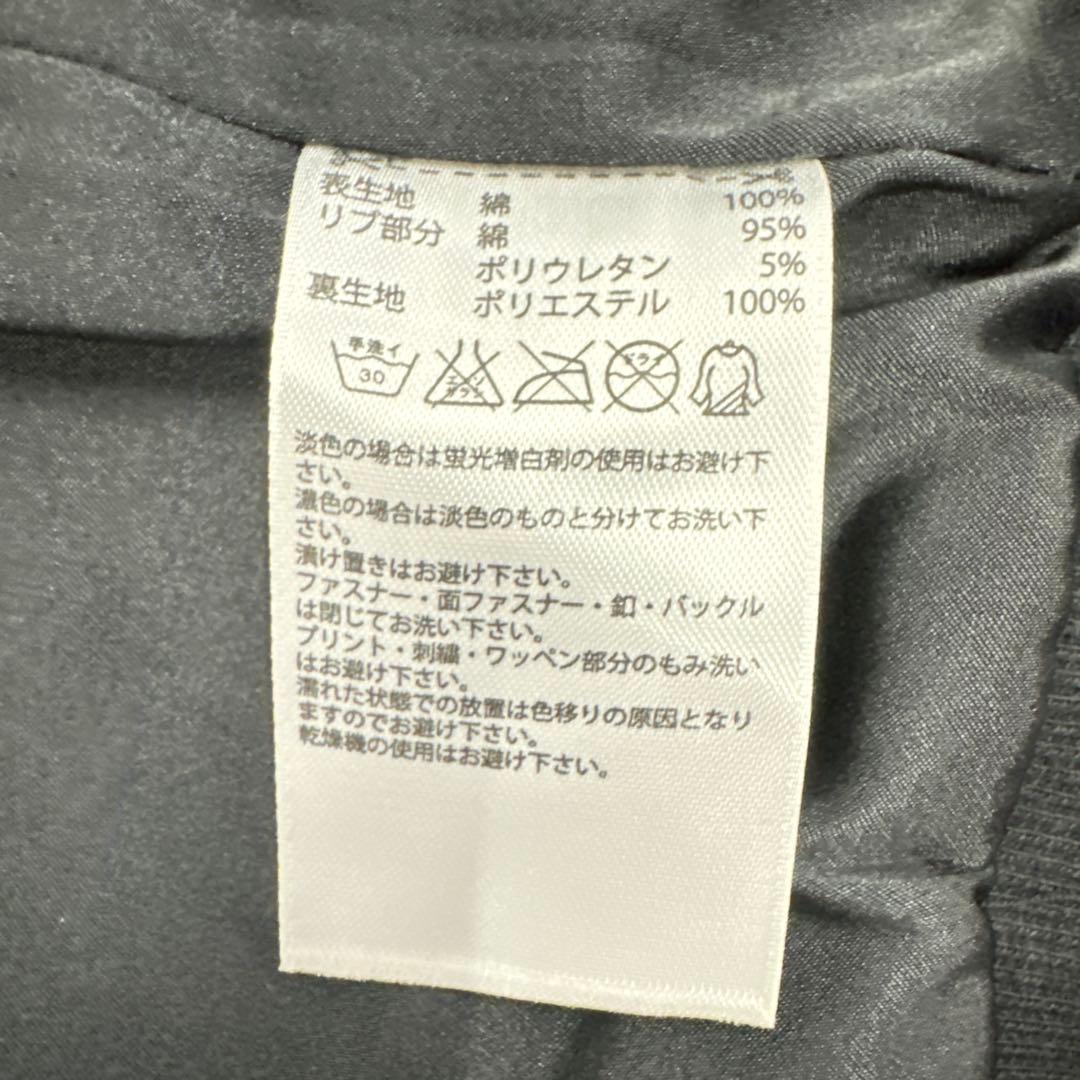 表生地 綿 100%
リブ部分 綿 95%
ポリウレタン 5%
裏生地 ポリエステル 100%
手洗イ 30 エンソサラシ ドライ
淡色の場合は蛍光増白剤の使用はお避け下
さい。
濃色の場合は淡色のものと分けてお洗い下
さい。
漬け置きはお避け下さい。
ファスナー・面ファスナー・釦・バックル
は閉じてお洗い下さい。
プリント・刺繍・ワッペン部分のもみ洗い
はお避け下さい。
濡れた状態での放置は色移りの原因となり
ますのでお避け下さい。
乾燥機の使用はお避け下さい。